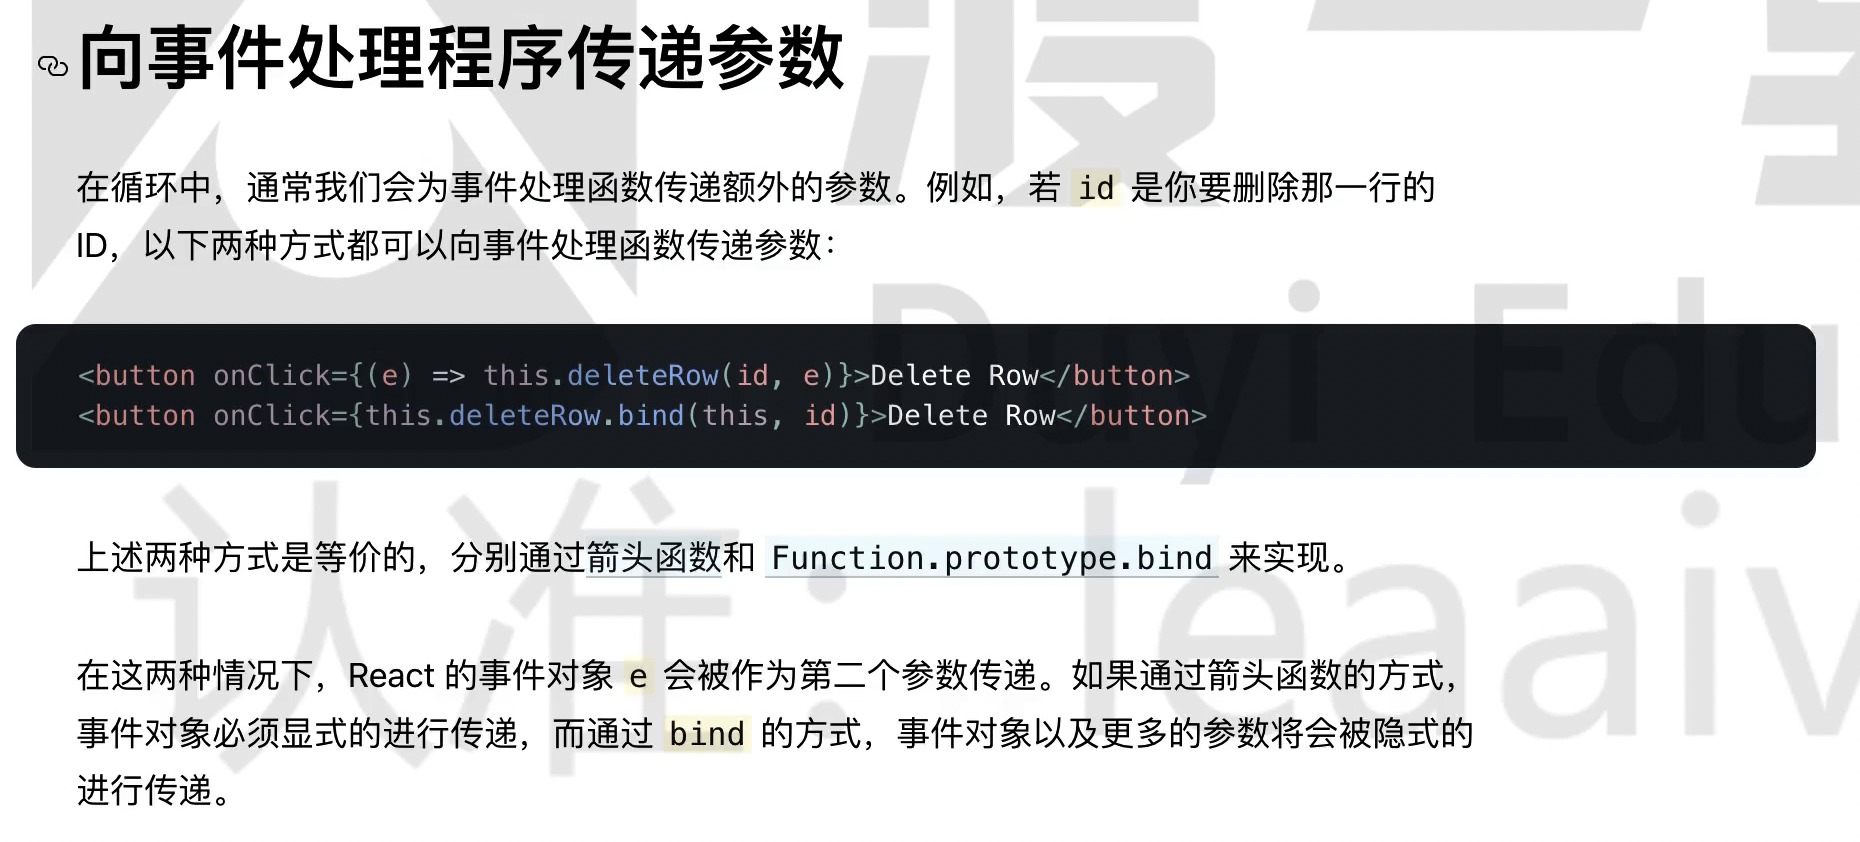 向事件处理程序传递参数
在循环中，通常我们会为事件处理函数传递额外的参数。例如，若 id 是你要删除那一行的
ID，以下两种方式都可以向事件处理函数传递参数：
<button onClick={(e) => this.deleteRow(id, e)}>Delete Row</button>
<button onClick={this.deleteRow.bind(this, id)}>Delete Row</button>
上述两种方式是等价的，分别通过箭头函数和 Function.prototype.bind 来实现。
在这两种情况下，React 的事件对象 e 会被作为第二个参数传递。如果通过箭头函数的方式，
事件对象必须显式的进行传递，而通过 bind 的方式，事件对象以及更多的参数将会被隐式的
进行传递。
渡一
Duyi Edu
认准：leaaiv